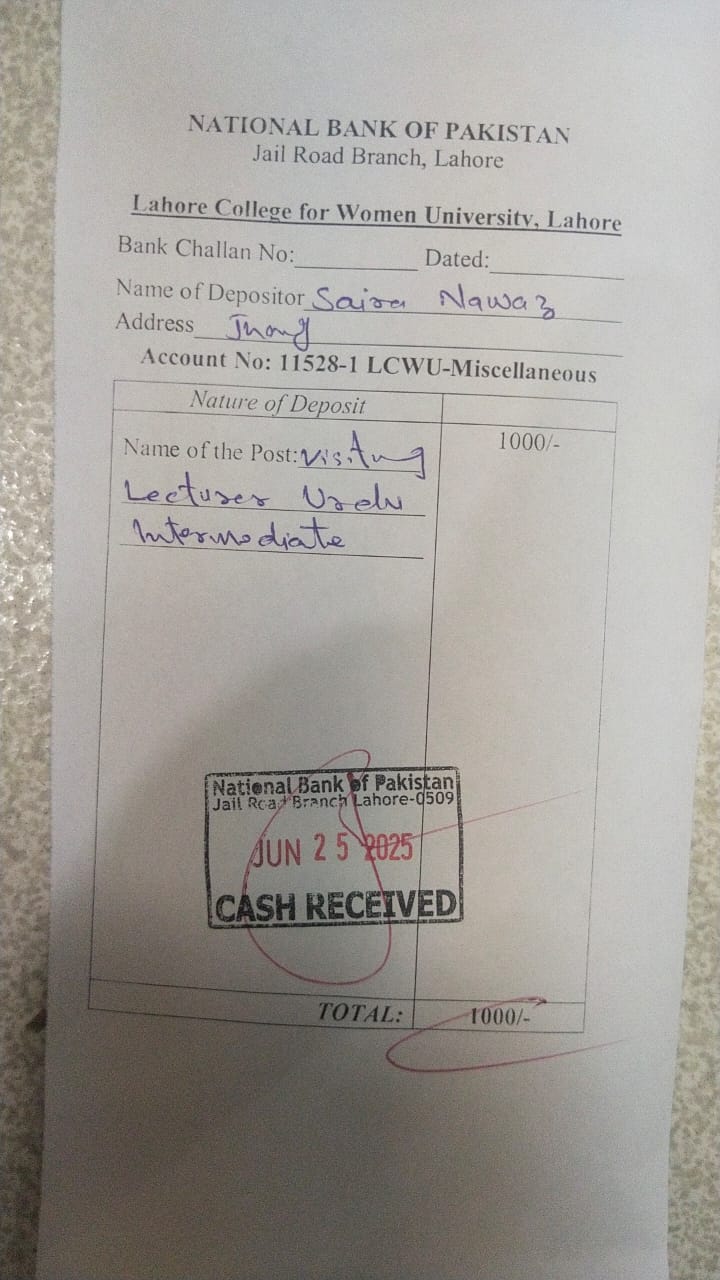 NATIONAL BANK OF PAKISTAN
Jail Road Branch, Lahore
Lahore College for Women University, Lahore
Bank Challan No:____________ Dated:____________
Name of Depositor Saira Nawaz
Address Jhang
Account No: 11528-1 LCWU-Miscellaneous
Nature of Deposit
Name of the Post: Visiting 1000/-
Lecturer Urdu
Intermediate
National Bank of Pakistan
Jail Road Branch Lahore-0509
JUN 25 2025
CASH RECEIVED
TOTAL: 1000/-